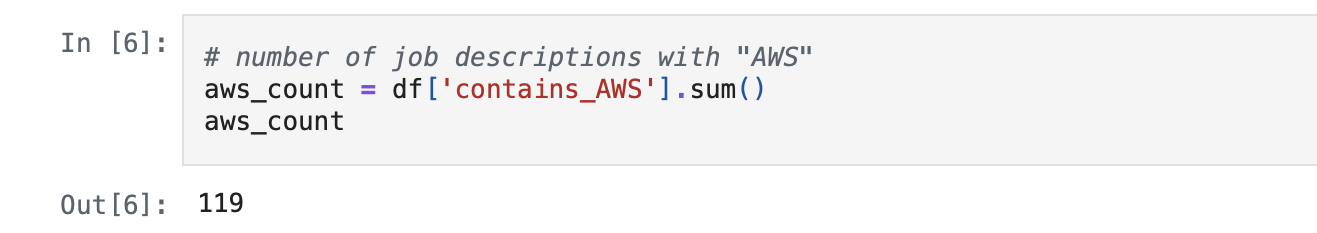 In [6]:
# number of job descriptions with "AWS"
aws_count = df['contains_AWS'].sum()
aws_count
Out[6]: 119